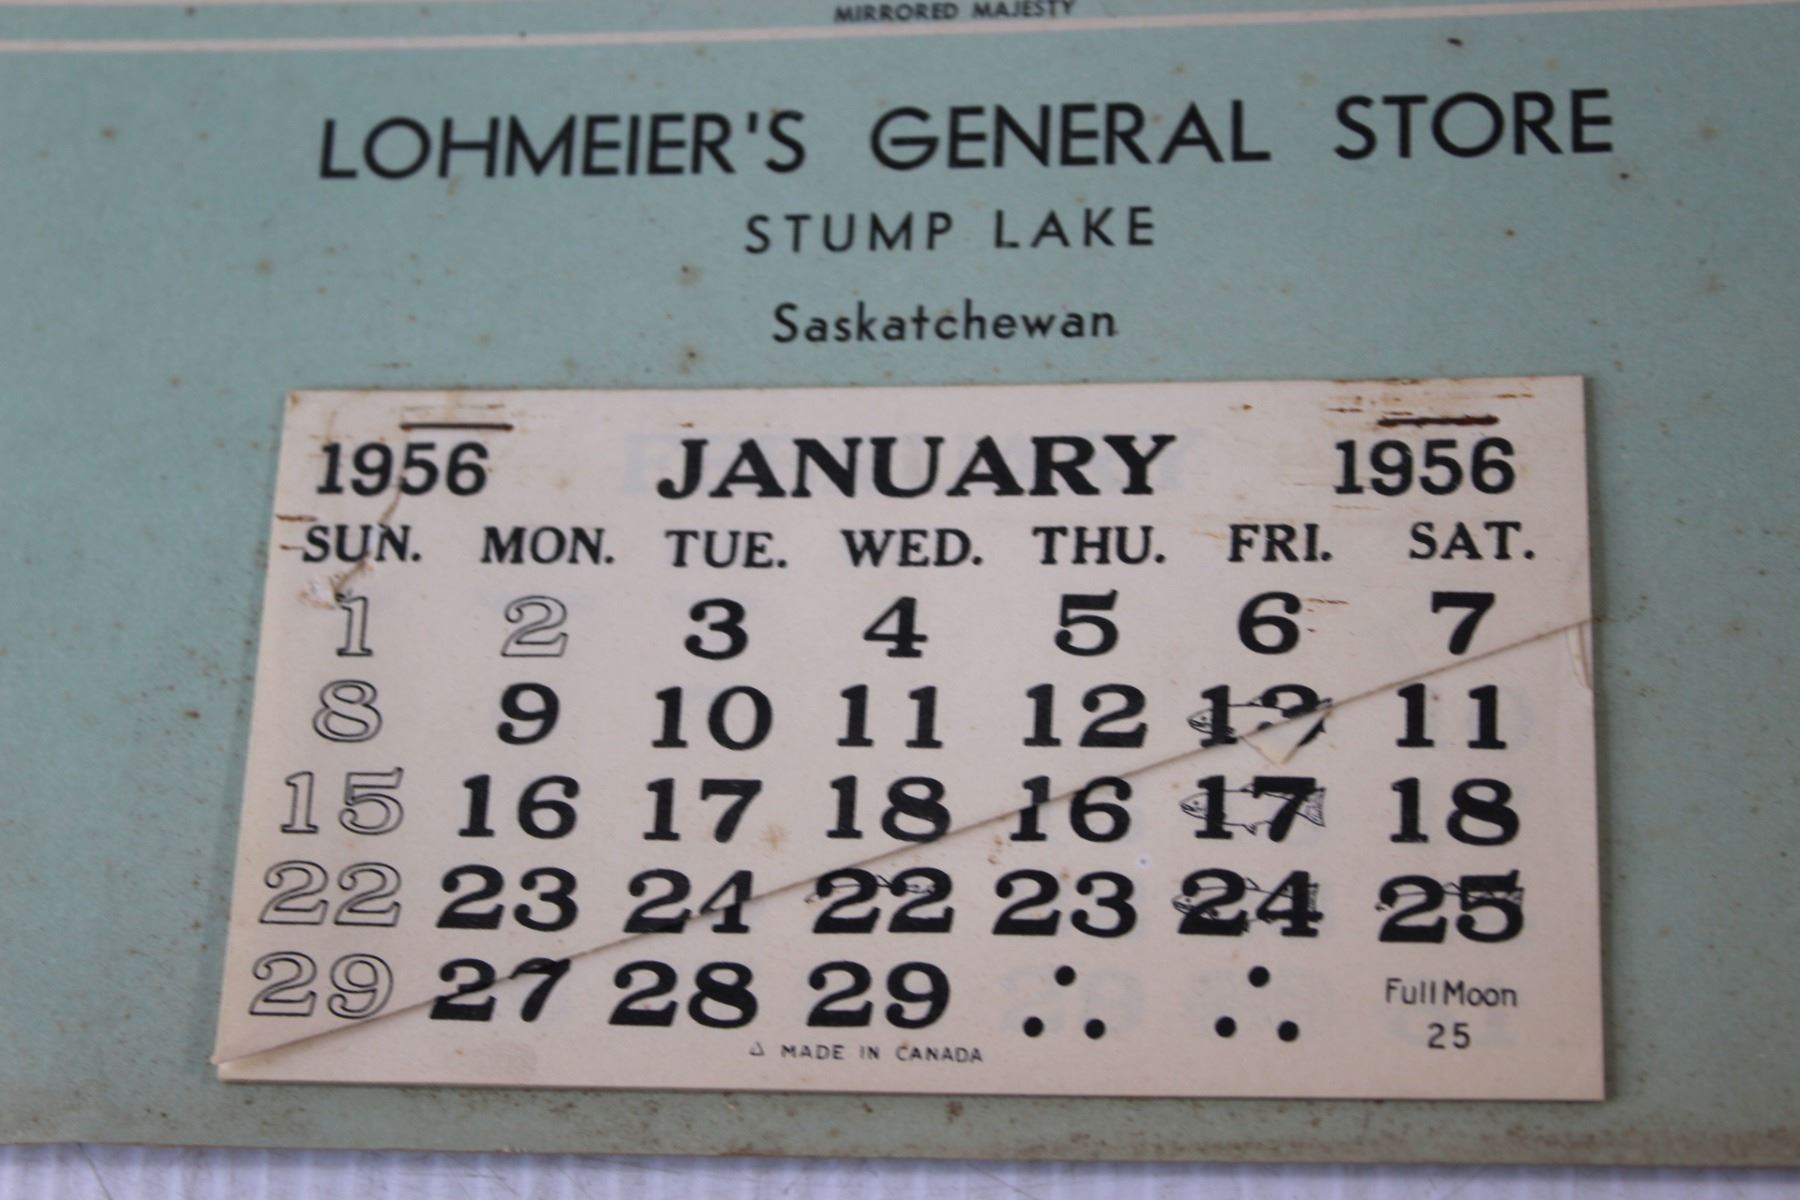 MIRRORED MAJESTY
LOHMEIER'S GENERAL STORE
STUMP LAKE
Saskatchewan
1956 JANUARY 1956
SUN. MON. TUE. WED. THU. FRI. SAT.
1 2 3 4 5 6 7
8 9 10 11 12 13 11
15 16 17 18 16 17 18
22 23 24 22 23 24 25
29 27 28 29 Full Moon
25
MADE IN CANADA